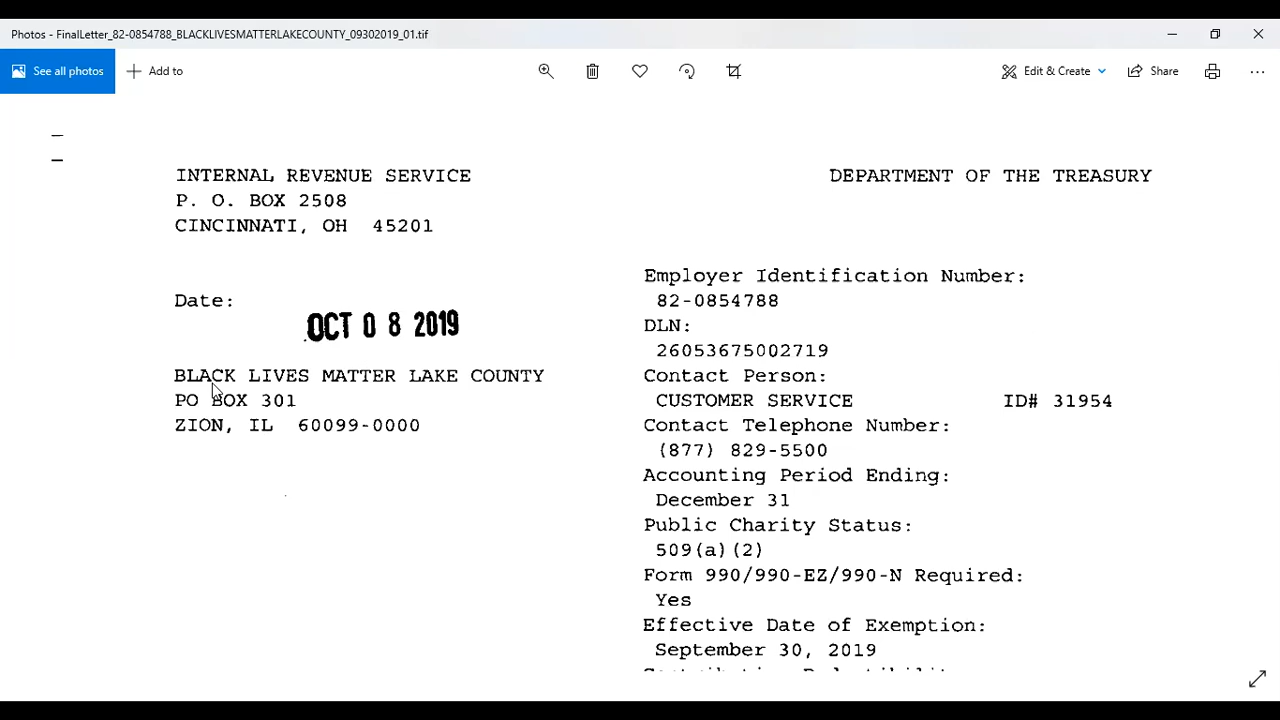 Photos - FinalLetter_82-0854788_BLACKLIVESMATTERLAKECOUNTY_09302019_01.tif
See all photos
Add to
Edit & Create
Share
INTERNAL REVENUE SERVICE
P. O. BOX 2508
CINCINNATI, OH 45201
DEPARTMENT OF THE TREASURY
Date:
OCT 08 2019
BLACK LIVES MATTER LAKE COUNTY
PO BOX 301
ZION, IL 60099-0000
Employer Identification Number:
82-0854788
DLN:
26053675002719
Contact Person:
CUSTOMER SERVICE ID# 31954
Contact Telephone Number:
(877) 829-5500
Accounting Period Ending:
December 31
Public Charity Status:
509(a)(2)
Form 990/990-EZ/990-N Required:
Yes
Effective Date of Exemption:
September 30, 2019